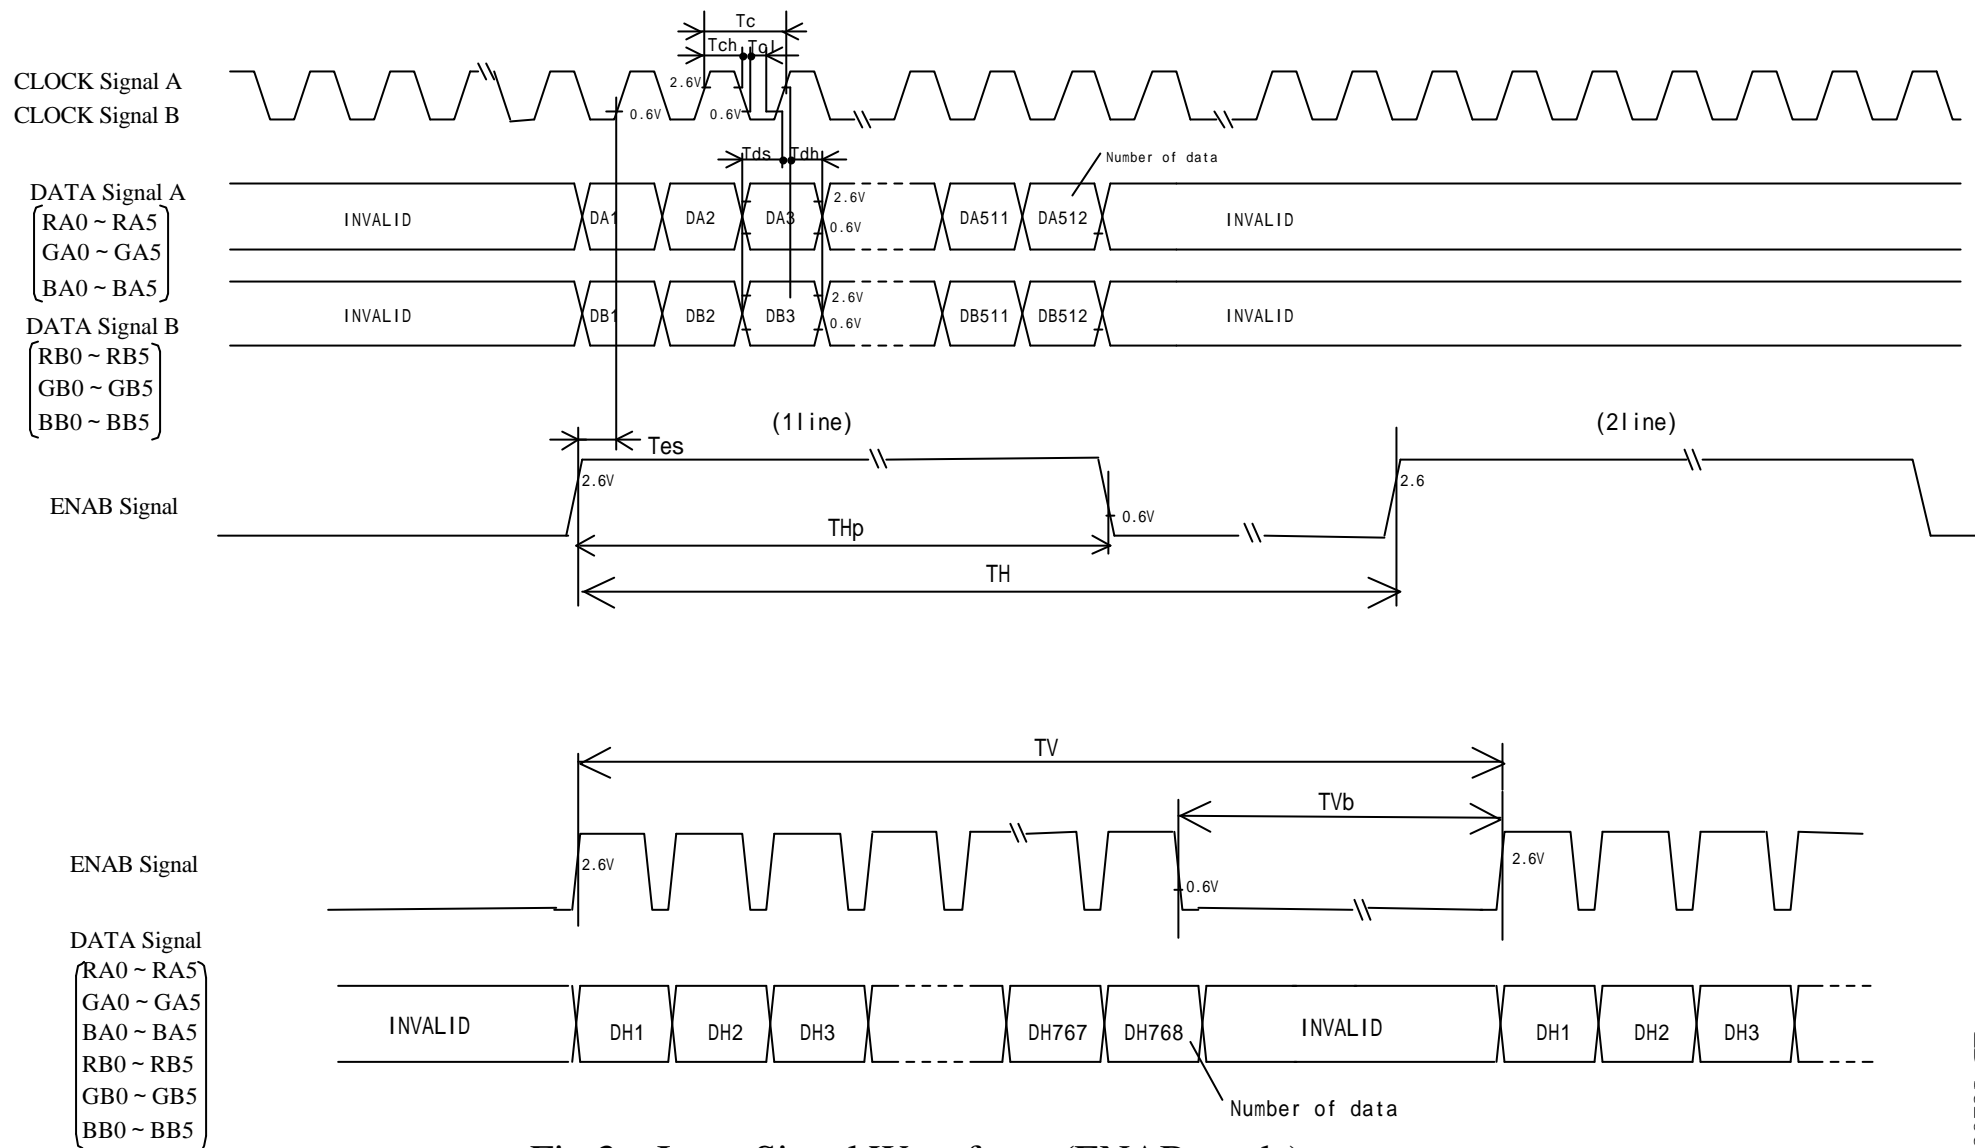 Tc
Tch Tcl
CLOCK Signal A
2.6V
CLOCK Signal B
0.6V 0.6V
Tds Tdh
Number of data
DATA Signal A
RA0 ~ RA5
GA0 ~ GA5
BA0 ~ BA5
INVALID DA1 DA2 DA3 2.6V 0.6V DA511 DA512 INVALID
DATA Signal B
RB0 ~ RB5
GB0 ~ GB5
BB0 ~ BB5
INVALID DB1 DB2 DB3 2.6V 0.6V DB511 DB512 INVALID
(1line) (2line)
Tes
ENAB Signal
2.6V 0.6V 2.6
THp
TH
TV
TVb
ENAB Signal
2.6V 0.6V 2.6V
DATA Signal
RA0 ~ RA5
GA0 ~ GA5
BA0 ~ BA5
RB0 ~ RB5
GB0 ~ GB5
BB0 ~ BB5
INVALID DH1 DH2 DH3 DH767 DH768 INVALID DH1 DH2 DH3
Number of data
Input Signal Waveforms (ENAB mode)